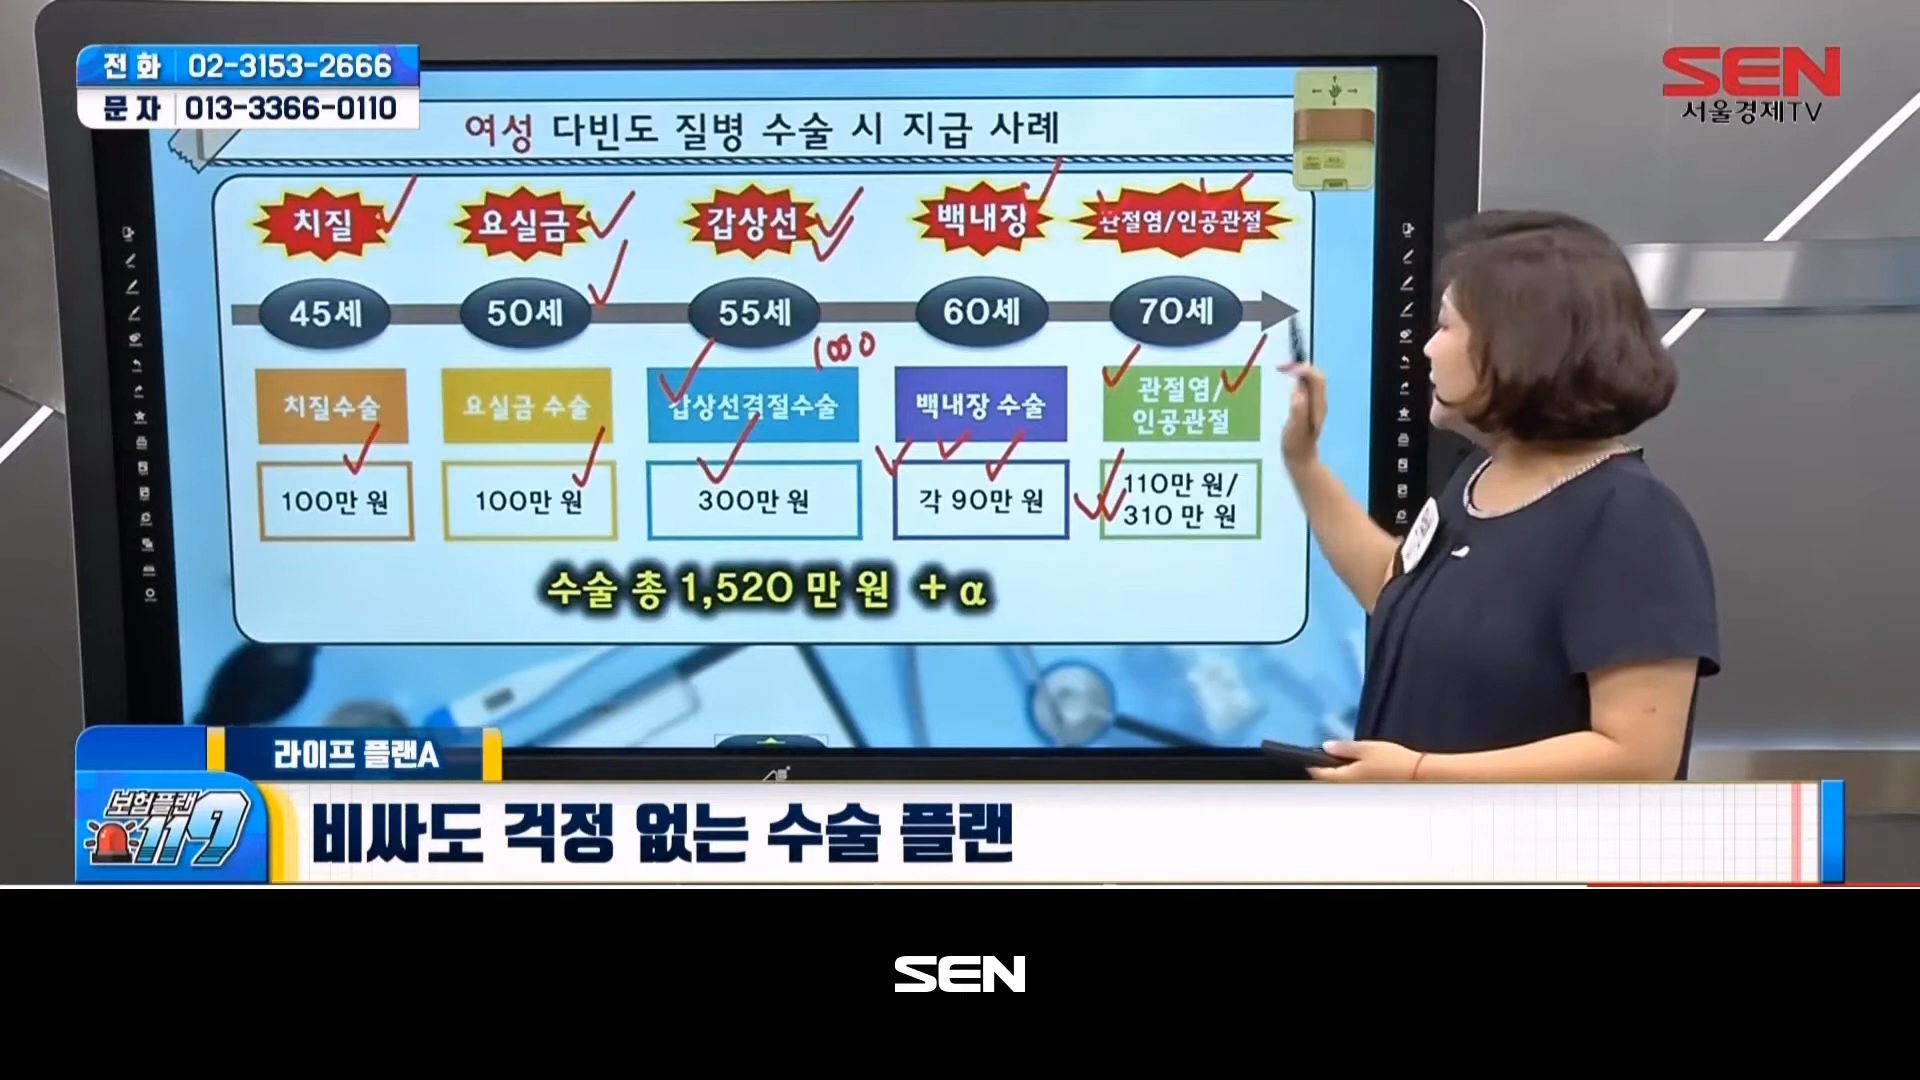 전화 02-3153-2666
문자 013-3366-0110
SEN
서울경제TV
여성 다빈도 질병 수술 시 지급 사례
치질 요실금 갑상선 백내장 관절염/인공관절
45세 50세 55세 60세 70세
치질수술 요실금 수술 갑상선결절수술 백내장 수술 관절염/
인공관절
100만 원 100만 원 300만 원 각 90만 원 110만 원/
310 만 원
수술 총 1,520 만 원 + α
라이프 플랜A
보험플랜
119
비싸도 걱정 없는 수술 플랜
SEN